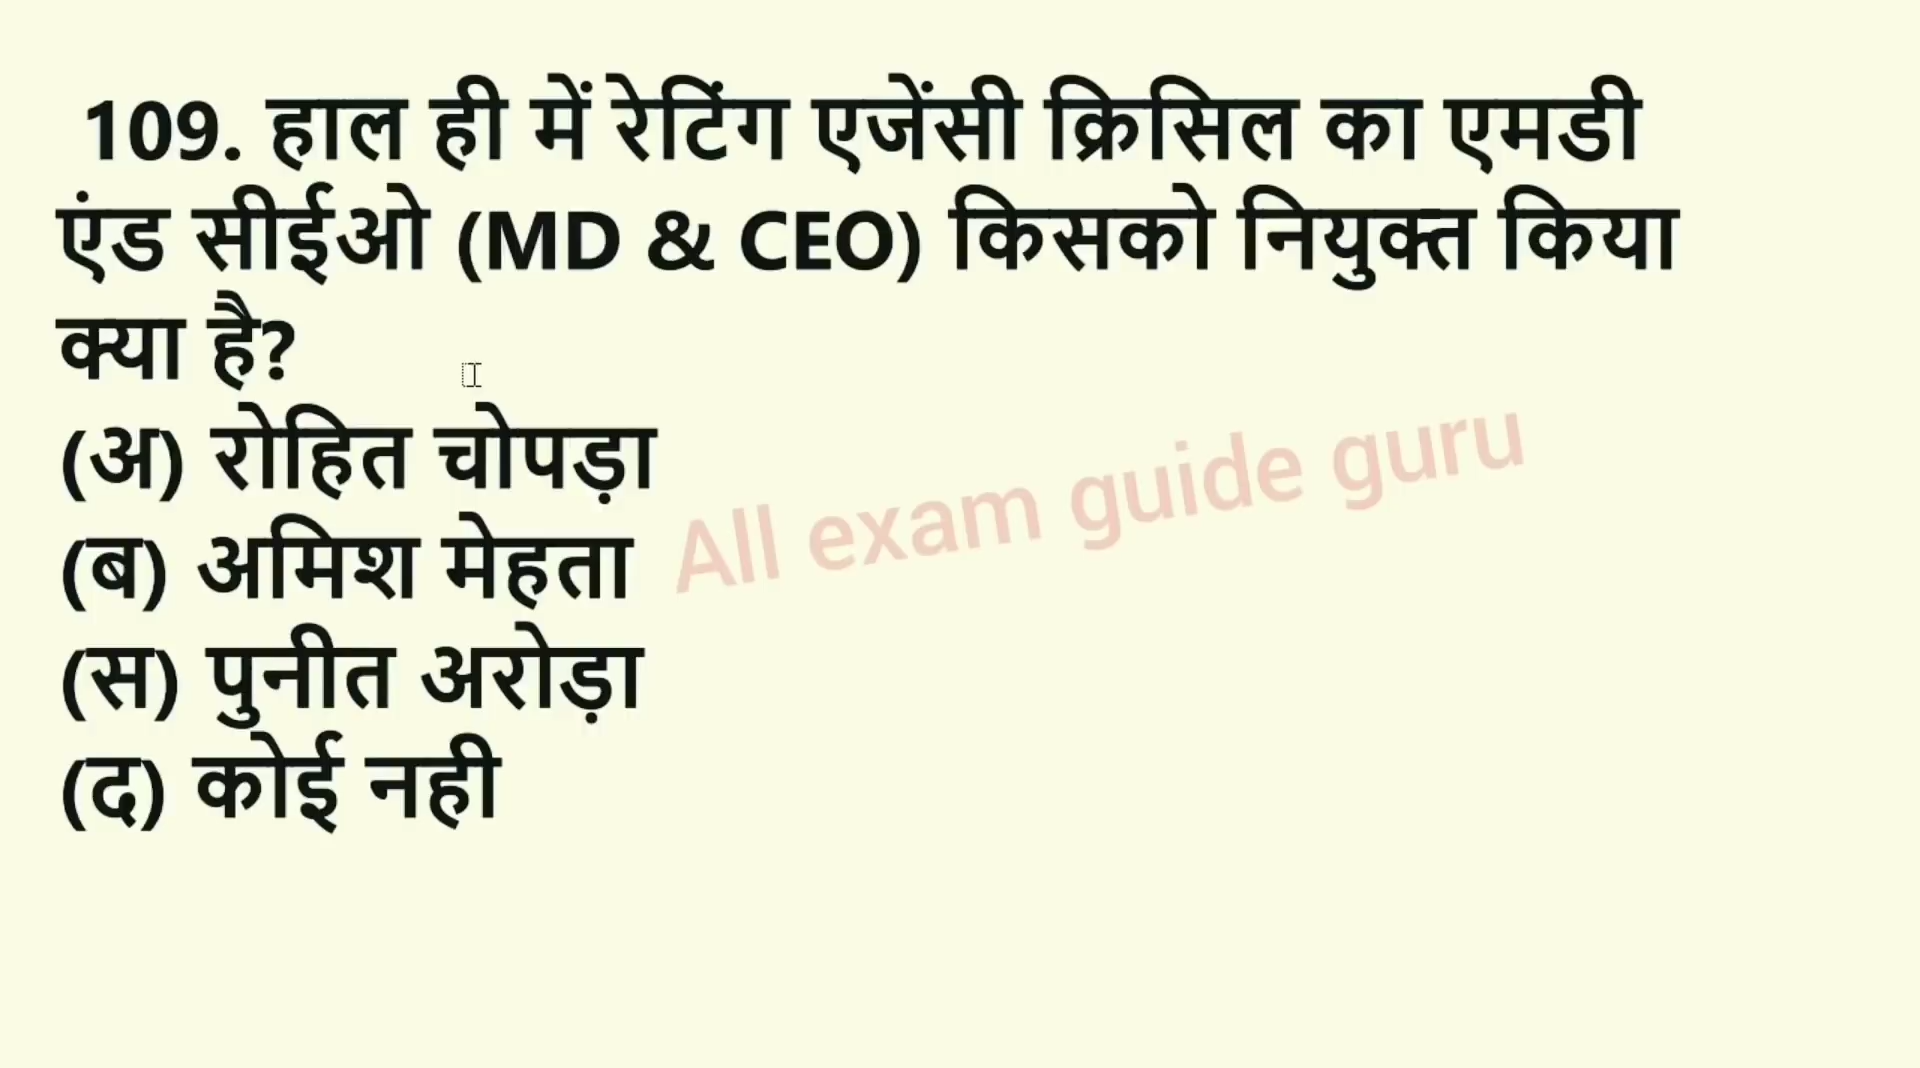 109. हाल ही में रेटिंग एजेंसी क्रिसिल का एमडी
एंड सीईओ (MD & CEO) किसको नियुक्त किया
क्या है?
(अ) रोहित चोपड़ा
(ब) अमिश मेहता
(स) पुनीत अरोड़ा
(द) कोई नही
All exam guide guru